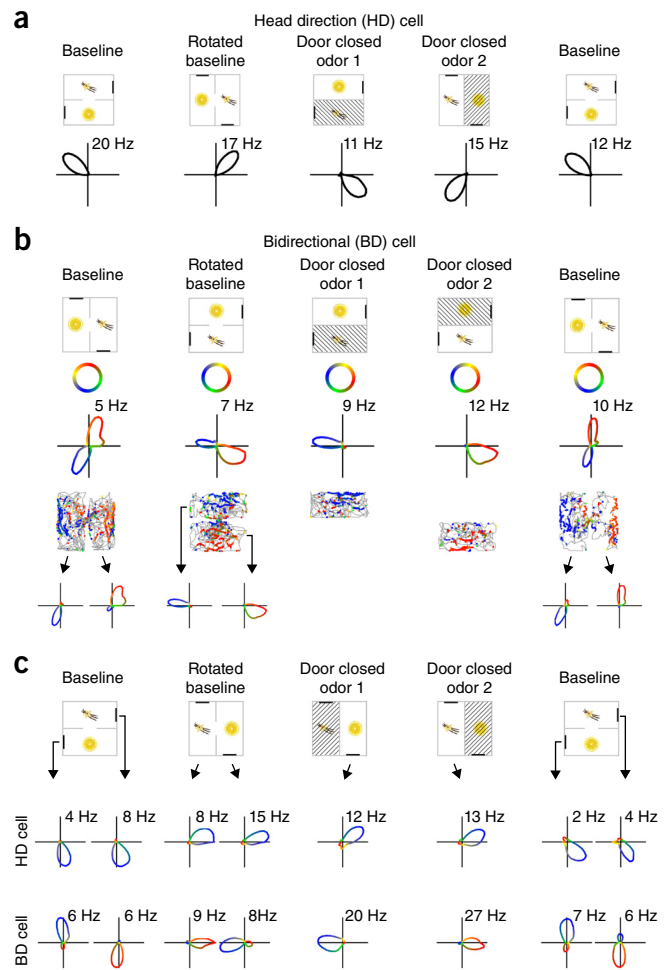 a
Head direction (HD) cell
Baseline
Rotated baseline
Door closed odor 1
Door closed odor 2
Baseline
20 Hz
17 Hz
11 Hz
15 Hz
12 Hz
b
Bidirectional (BD) cell
Baseline
Rotated baseline
Door closed odor 1
Door closed odor 2
Baseline
5 Hz
7 Hz
9 Hz
12 Hz
10 Hz
c
Baseline
Rotated baseline
Door closed odor 1
Door closed odor 2
Baseline
HD cell
4 Hz
8 Hz
8 Hz
15 Hz
12 Hz
13 Hz
2 Hz
4 Hz
BD cell
6 Hz
6 Hz
9 Hz
8Hz
20 Hz
27 Hz
7 Hz
6 Hz